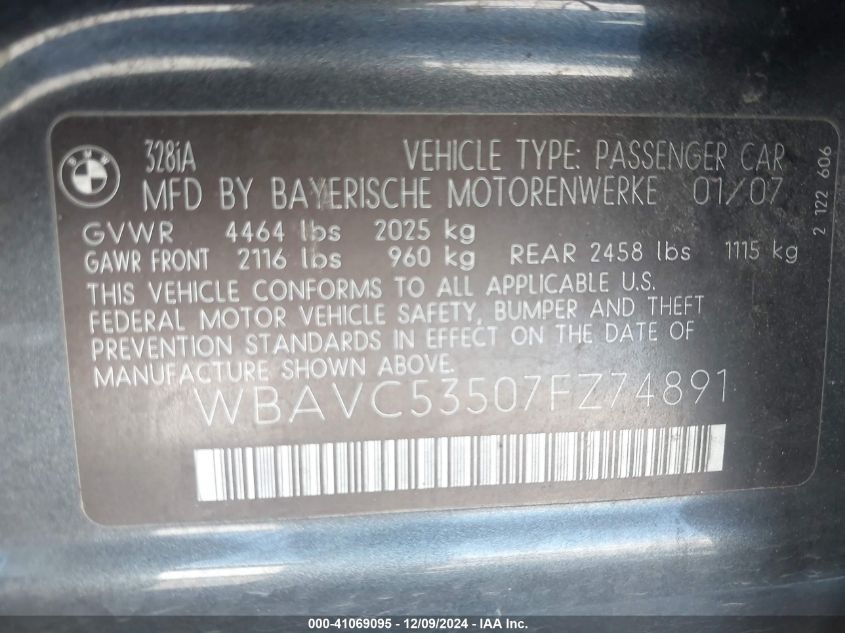 BMW
328iA VEHICLE TYPE: PASSENGER CAR
MFD BY BAYERISCHE MOTORENWERKE 01/07
GVWR 4464 lbs 2025 kg
GAWR FRONT 2116 lbs 960 kg REAR 2458 lbs 1115 kg
THIS VEHICLE CONFORMS TO ALL APPLICABLE U.S.
FEDERAL MOTOR VEHICLE SAFETY, BUMPER AND THEFT
PREVENTION STANDARDS IN EFFECT ON THE DATE OF
MANUFACTURE SHOWN ABOVE.
WBAVC53507FZ74891
2 122 606
000-41069095 - 12/09/2024 - IAA Inc.